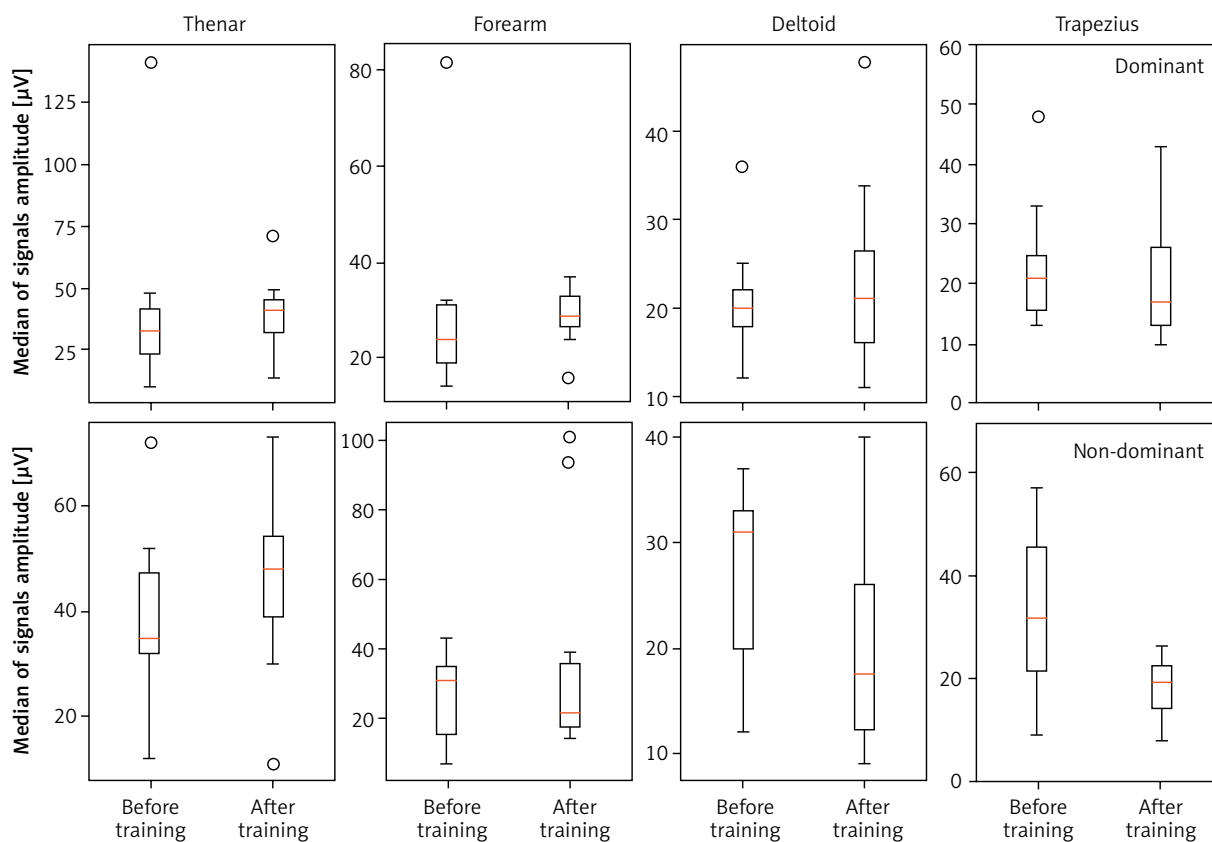 Thenar
Forearm
Deltoid
Trapezius
Median of signals amplitude [μV]
125
100
75
50
25
80
60
40
20
40
30
20
10
60
50
40
30
20
10
0
Dominant
Median of signals amplitude [μV]
60
40
20
100
80
60
40
20
40
30
20
10
60
40
20
0
Non-dominant
Before
training
After
training
Before
training
After
training
Before
training
After
training
Before
training
After
training